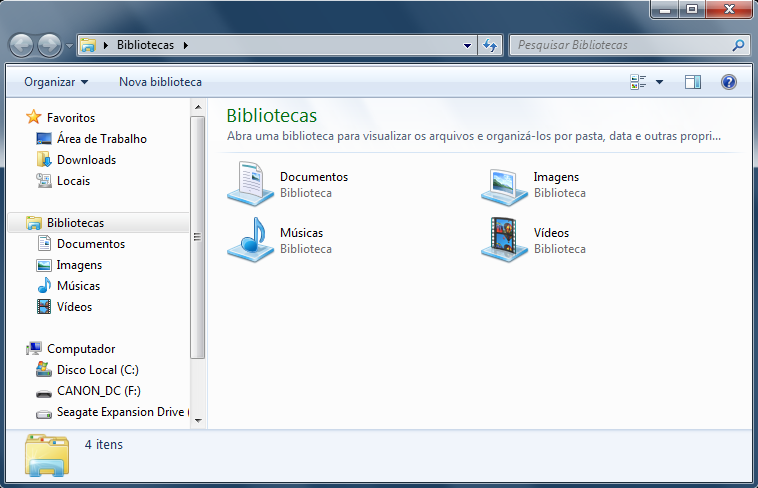 Bibliotecas
Pesquisar Bibliotecas
Organizar
Nova biblioteca
Favoritos
Área de Trabalho
Downloads
Locais
Bibliotecas
Documentos
Imagens
Músicas
Vídeos
Computador
Disco Local (C:)
CANON_DC (F:)
Seagate Expansion Drive (
Bibliotecas
Abra uma biblioteca para visualizar os arquivos e organizá-los por pasta, data e outras propri...
Documentos
Biblioteca
Imagens
Biblioteca
Músicas
Biblioteca
Vídeos
Biblioteca
4 itens